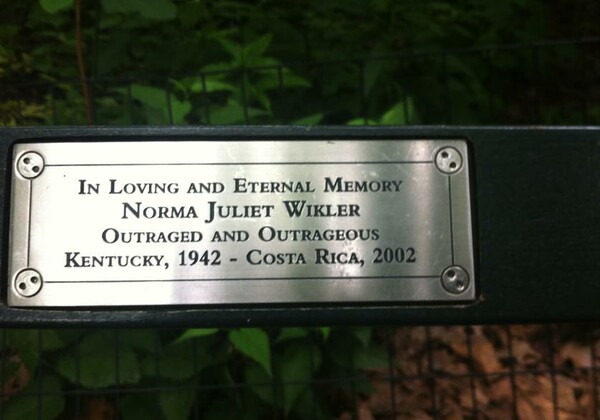 In Loving and Eternal Memory
Norma Juliet Wikler
Outraged and Outrageous
Kentucky, 1942 - Costa Rica, 2002